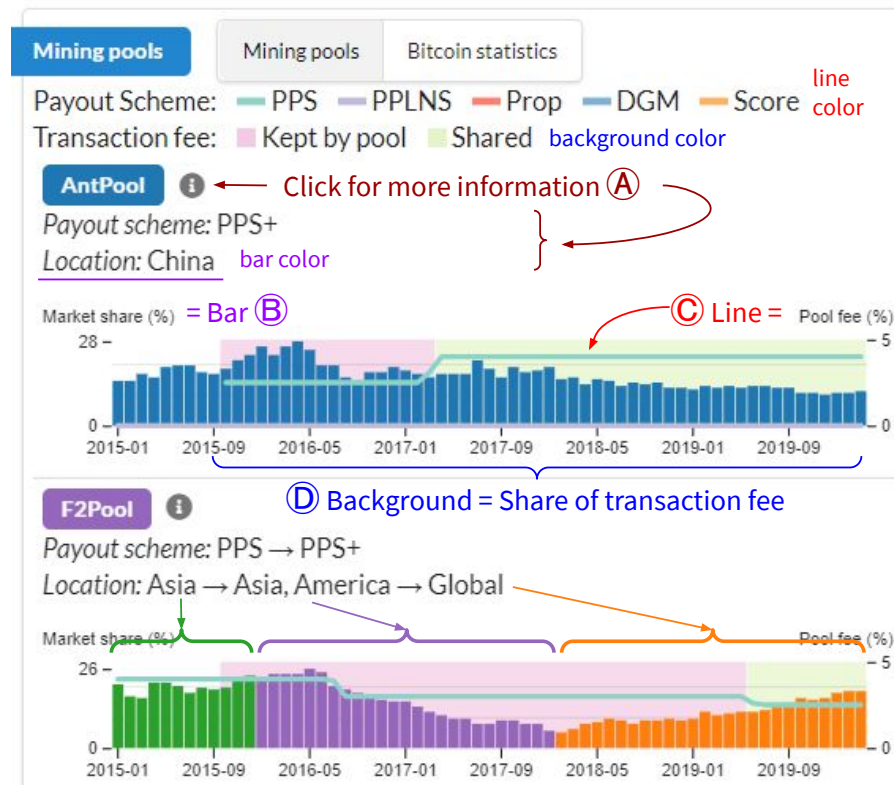 Mining pools Mining pools Bitcoin statistics
Payout Scheme: PPS PPLNS Prop DGM Score line color
Transaction fee: Kept by pool Shared background color
AntPool i Click for more information Ⓐ
Payout scheme: PPS+
Location: China bar color
Market share (%) = Bar Ⓑ Ⓒ Line = Pool fee (%)
28 5
0 0
2015-01 2015-09 2016-05 2017-01 2017-09 2018-05 2019-01 2019-09
Ⓓ Background = Share of transaction fee
F2Pool i
Payout scheme: PPS → PPS+
Location: Asia → Asia, America → Global
Market share (%) Pool fee (%)
26 5
0 0
2015-01 2015-09 2016-05 2017-01 2017-09 2018-05 2019-01 2019-09